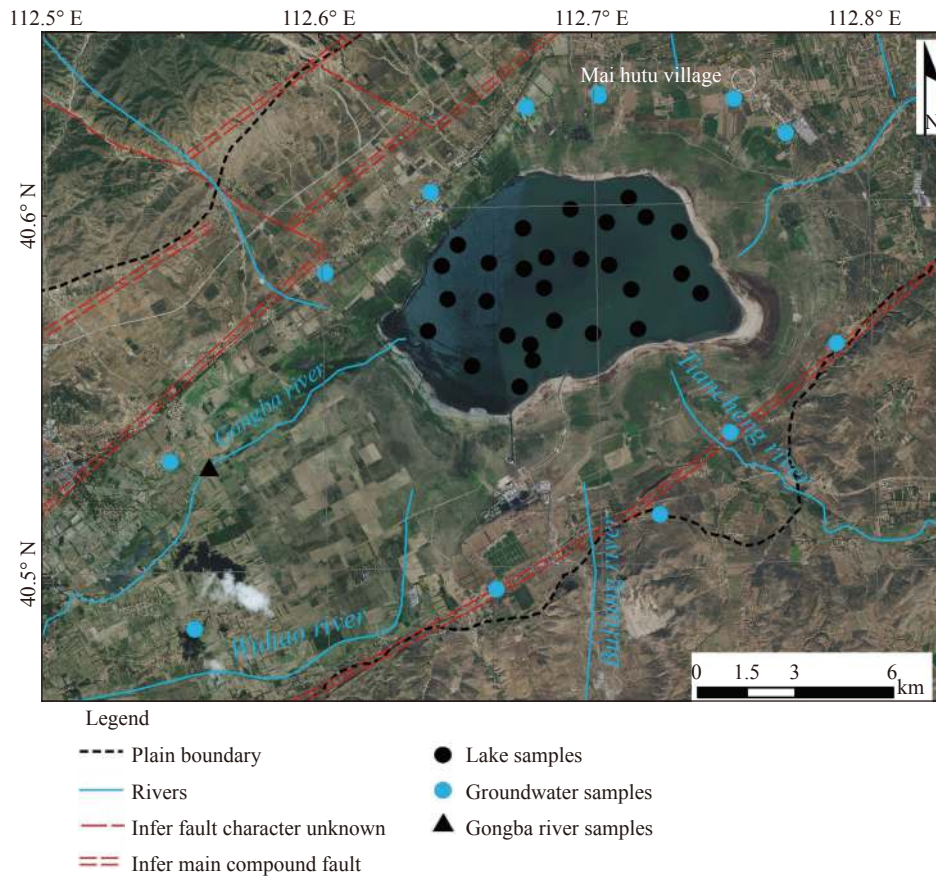 112.5° E 112.6° E 112.7° E 112.8° E
Mai hutu village
N
40.6° N
Gongba river
Tiancheng river
40.5° N
Wuhao river
Buliang river
0 1.5 3 6
km
Legend
Plain boundary
Lake samples
Rivers
Groundwater samples
Infer fault character unknown
Gongba river samples
Infer main compound fault